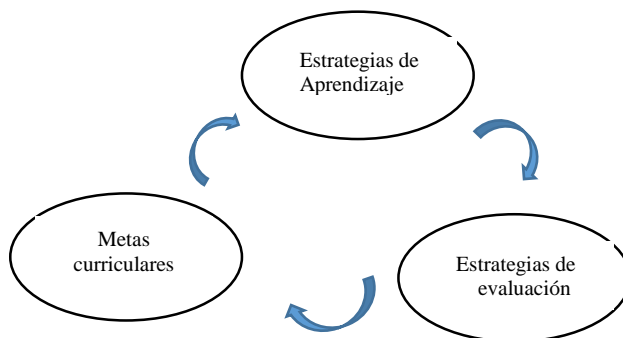 Estrategias de
Aprendizaje
Metas
curriculares
Estrategias de
evaluación